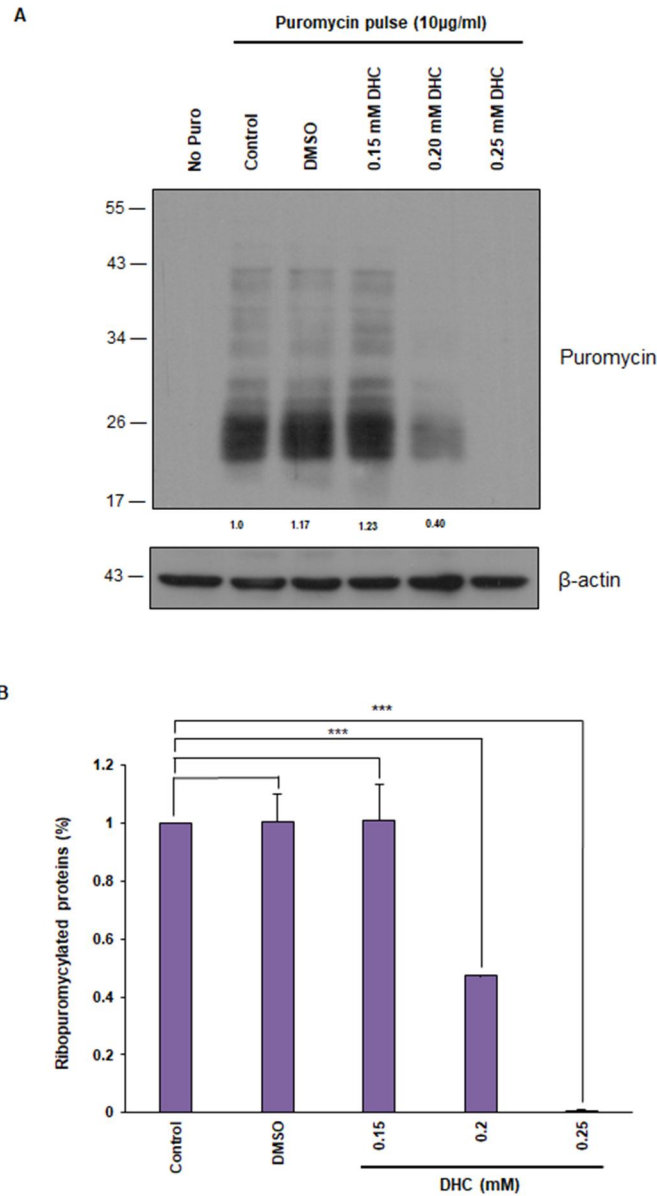 A
Puromycin pulse (10µg/ml)
No Puro
Control
DMSO
0.15 mM DHC
0.20 mM DHC
0.25 mM DHC
55
43
34
Puromycin
26
17
1.0 1.17 1.23 0.40
43
β-actin
B
***
***
1.2
1
0.8
0.6
0.4
0.2
0
Ribopuromycylated proteins (%)
Control
DMSO
0.15
0.2
0.25
DHC (mM)